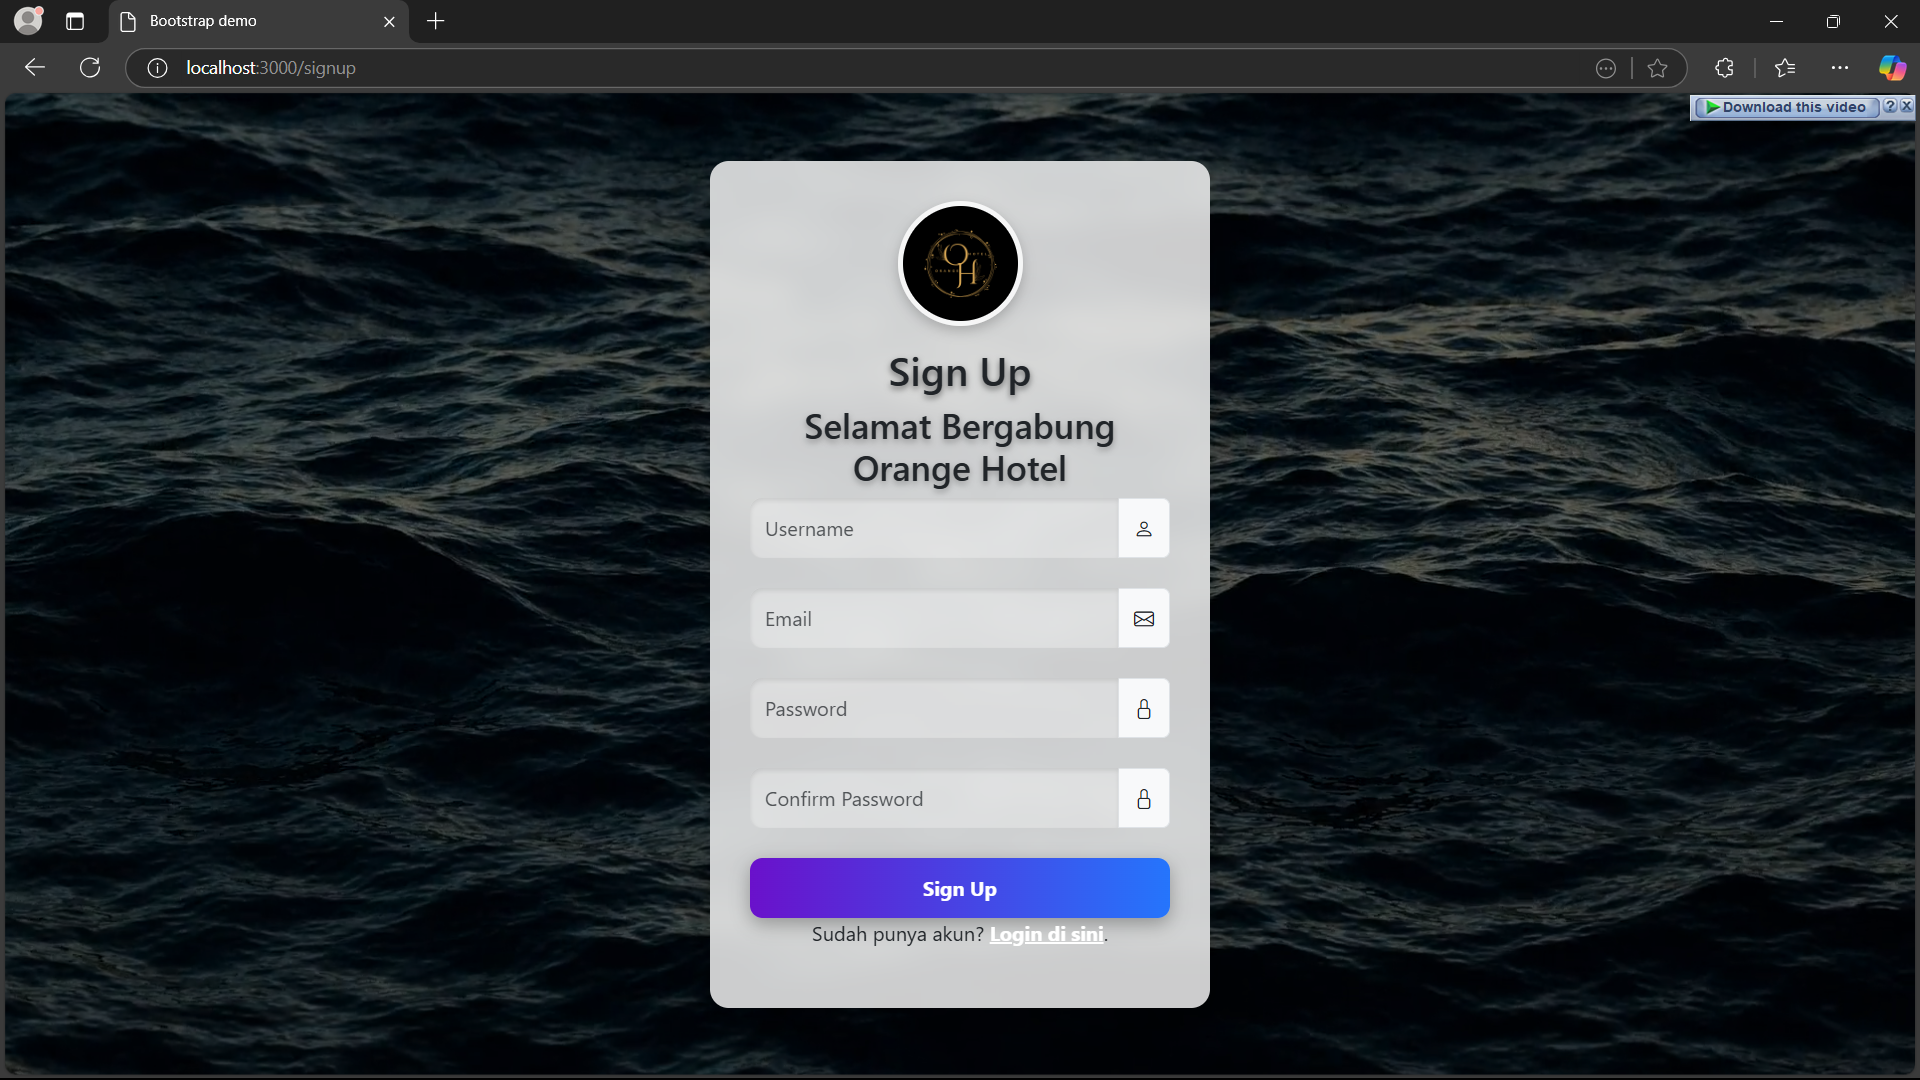 Bootstrap demo
localhost:3000/signup
Download this video
OH
Sign Up
Selamat Bergabung
Orange Hotel
Username
Email
Password
Confirm Password
Sign Up
Sudah punya akun? Login di sini.